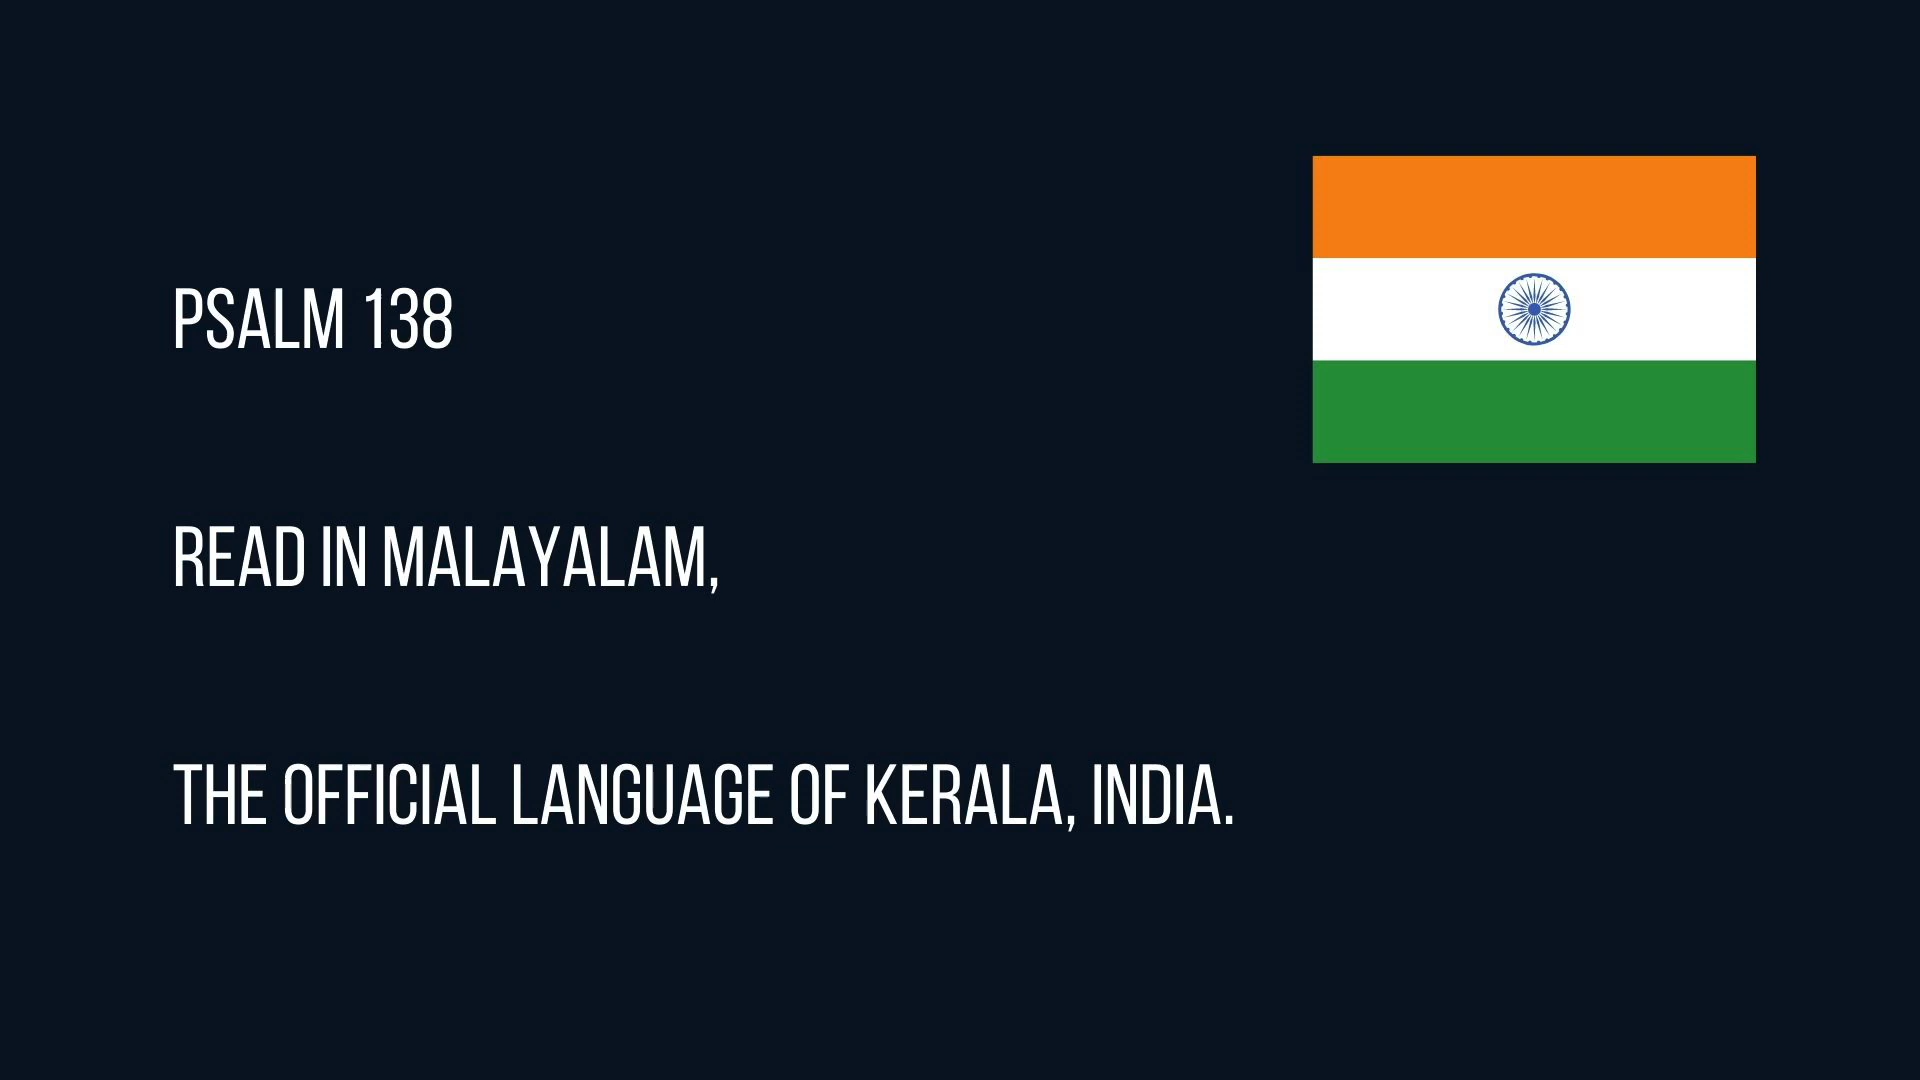 PSALM 138
READ IN MALAYALAM,
THE OFFICIAL LANGUAGE OF KERALA, INDIA.